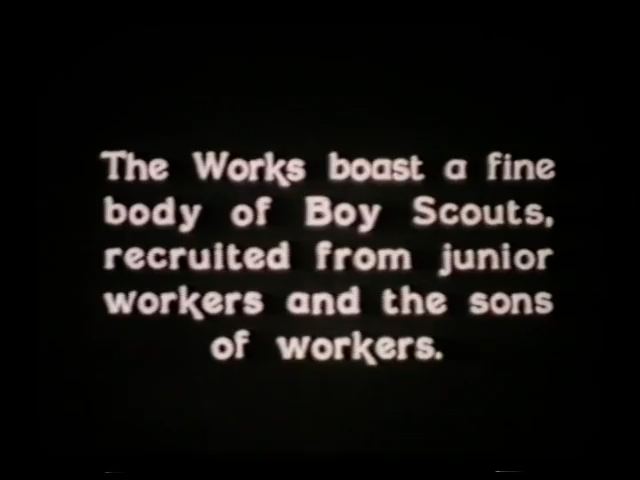 The Works boast a fine
body of Boy Scouts,
recruited from junior
workers and the sons
of workers.